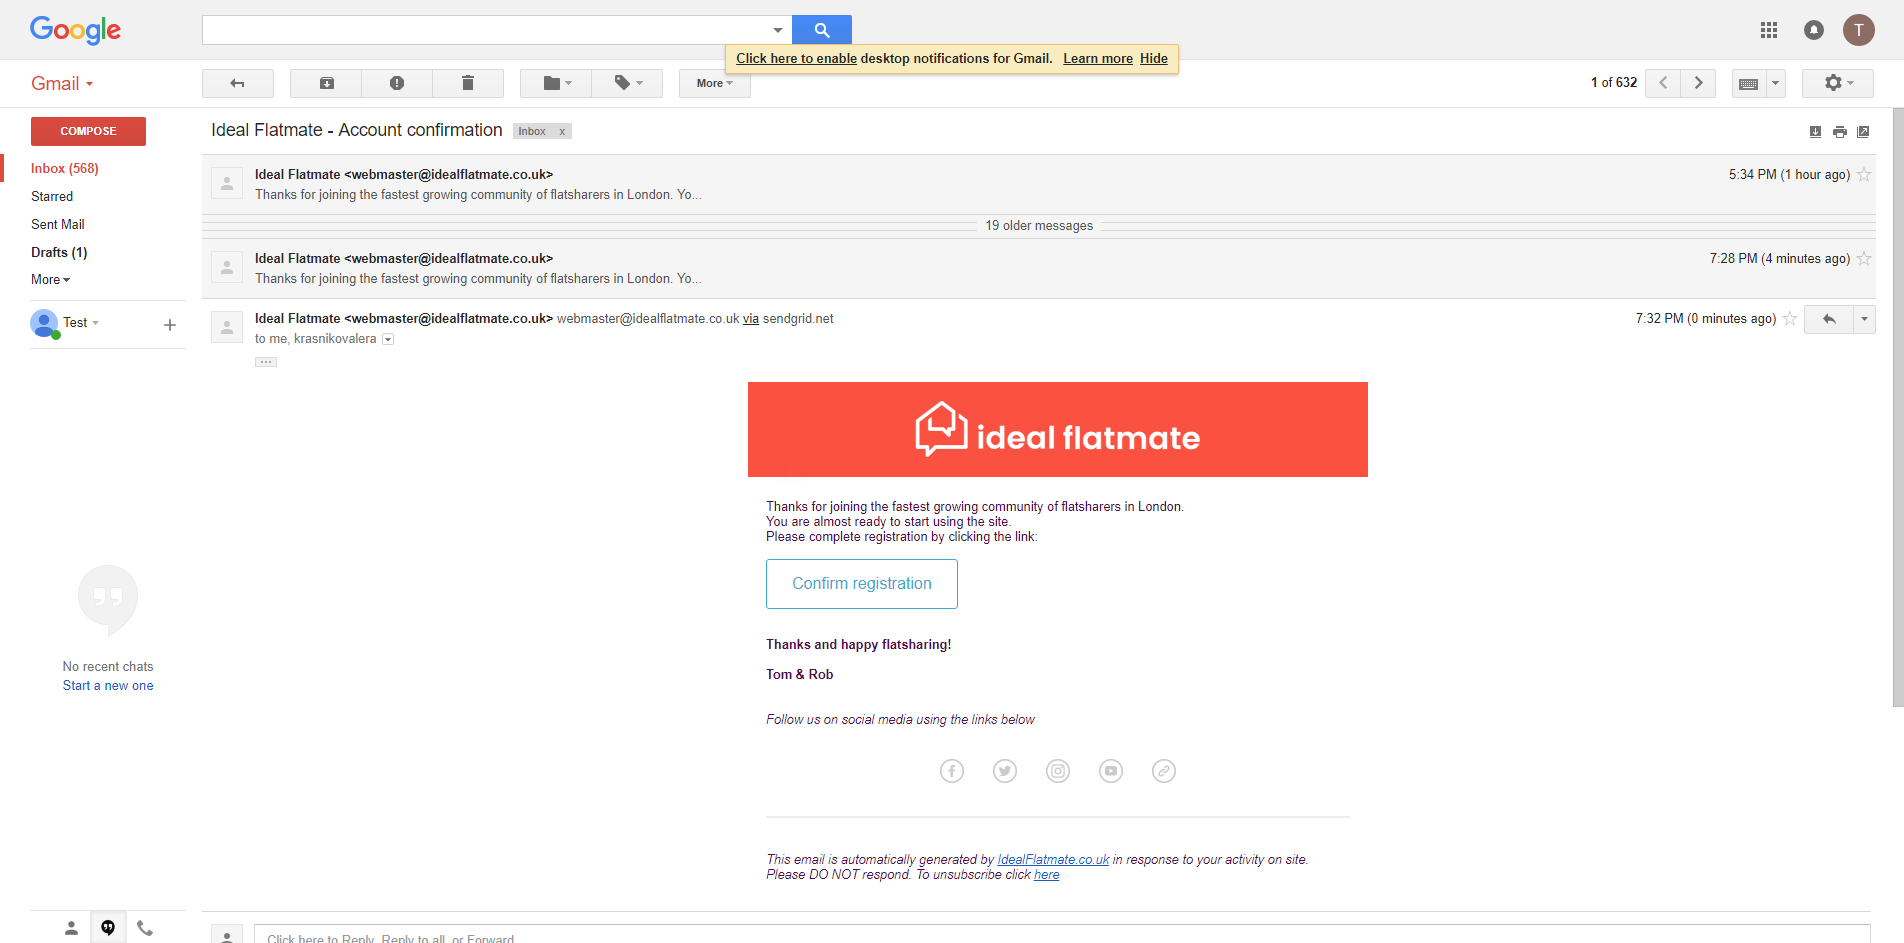 Google
Click here to enable desktop notifications for Gmail. Learn more Hide
T
Gmail
More
1 of 632
COMPOSE
Ideal Flatmate - Account confirmation Inbox x
Inbox (568)
Starred
Sent Mail
Drafts (1)
More
Test
Ideal Flatmate <webmaster@idealflatmate.co.uk> 5:34 PM (1 hour ago)
Thanks for joining the fastest growing community of flatsharers in London. Yo...
19 older messages
Ideal Flatmate <webmaster@idealflatmate.co.uk> 7:28 PM (4 minutes ago)
Thanks for joining the fastest growing community of flatsharers in London. Yo...
Ideal Flatmate <webmaster@idealflatmate.co.uk> webmaster@idealflatmate.co.uk via sendgrid.net 7:32 PM (0 minutes ago)
to me, krasnikovalera
ideal flatmate
Thanks for joining the fastest growing community of flatsharers in London.
You are almost ready to start using the site.
Please complete registration by clicking the link:
Confirm registration
Thanks and happy flatsharing!
Tom & Rob
Follow us on social media using the links below
This email is automatically generated by IdealFlatmate.co.uk in response to your activity on site.
Please DO NOT respond. To unsubscribe click here
No recent chats
Start a new one
Click here to Reply, Reply to all, or Forward